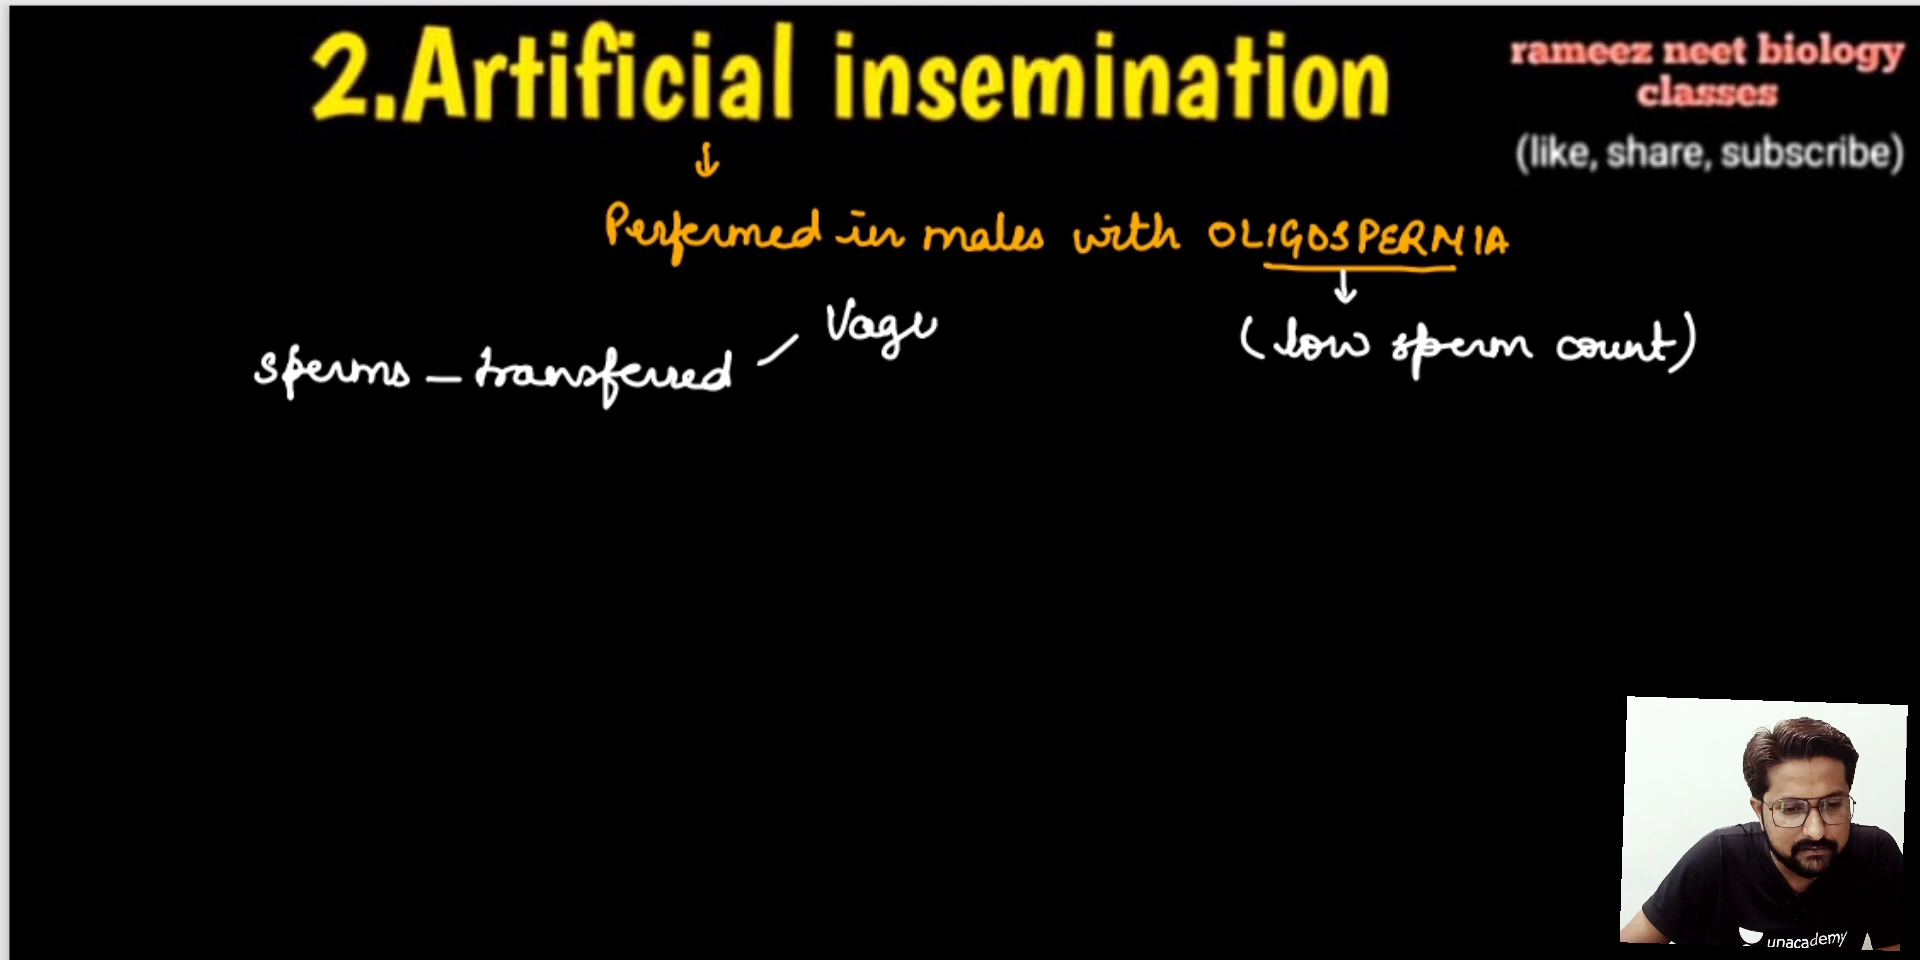 2.Artificial insemination
rameez neet biology
classes
(like, share, subscribe)
↓
Performed in males with OLIGOSPERMIA
↓
(low sperm count)
sperms – transferred
Vagi
unacademy